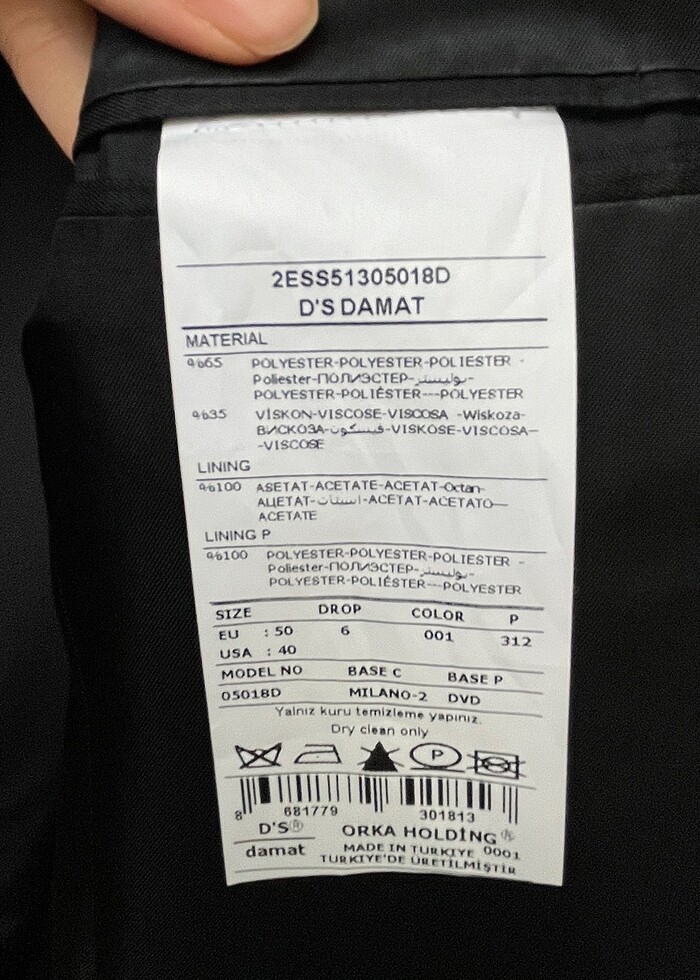 2ESS51305018D
D'S DAMAT
MATERIAL
%65 POLYESTER-POLYESTER-POLIESTER -
Poliester-ПОЛИЭСТЕР-بوليستر-
POLYESTER-POLIÉSTER---POLYESTER
%35 VİSKON-VISCOSE-VISCOSA -Wiskoza-
ВИСКОЗА-فيسكون-VISKOSE-VISCOSA—
-VISCOSE
LINING
%100 ASETAT-ACETATE-ACETAT-Octan-
АЦЕТАТ-استات-ACETAT-ACETATO—
ACETATE
LINING P
%100 POLYESTER-POLYESTER-POLIESTER -
Poliester-ПОЛИЭСТЕР-بوليستر-
POLYESTER-POLIÉSTER---POLYESTER
SIZE DROP COLOR P
EU : 50 6 001 312
USA : 40
MODEL NO BASE C BASE P
05018D MILANO-2 DVD
Yalnız kuru temizleme yapınız.
Dry clean only
P
8 681779 301813
D'S® ORKA HOLDİNG®
damat MADE IN TURKIYE 0001
TURKIYE'DE ÜRETİLMİŞTİR